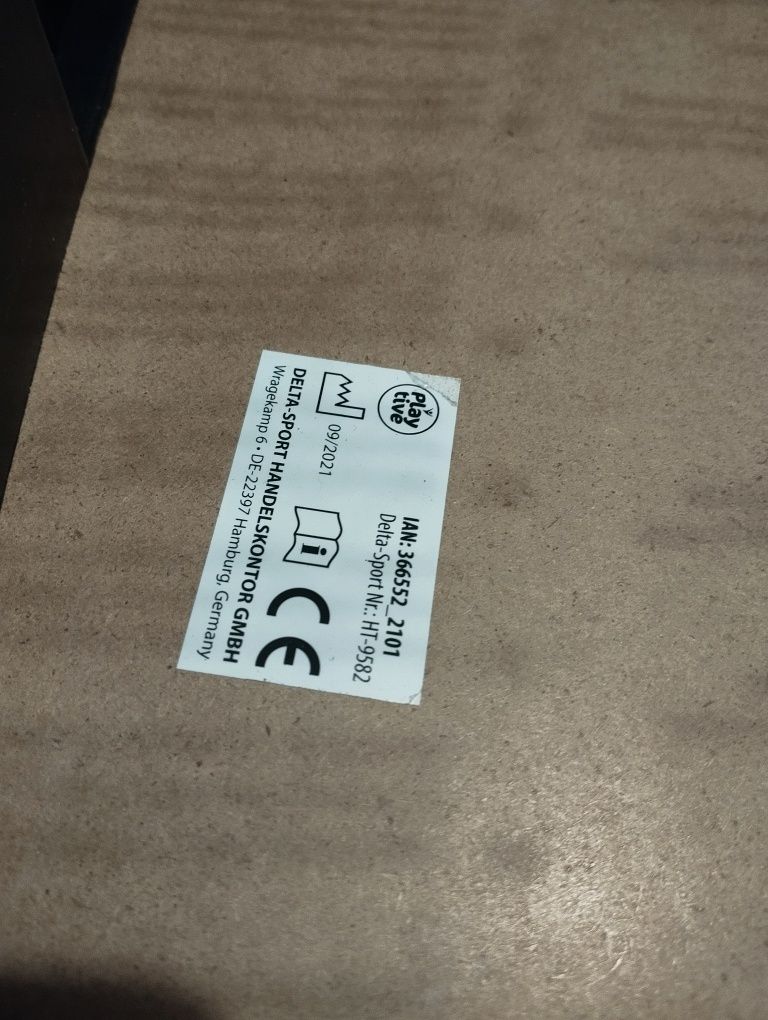 Play
tive
IAN: 366552_2101
Delta-Sport Nr.: HT-9582
09/2021
i
CE
DELTA-SPORT HANDELSKONTOR GMBH
Wragekamp 6 • DE-22397 Hamburg, Germany